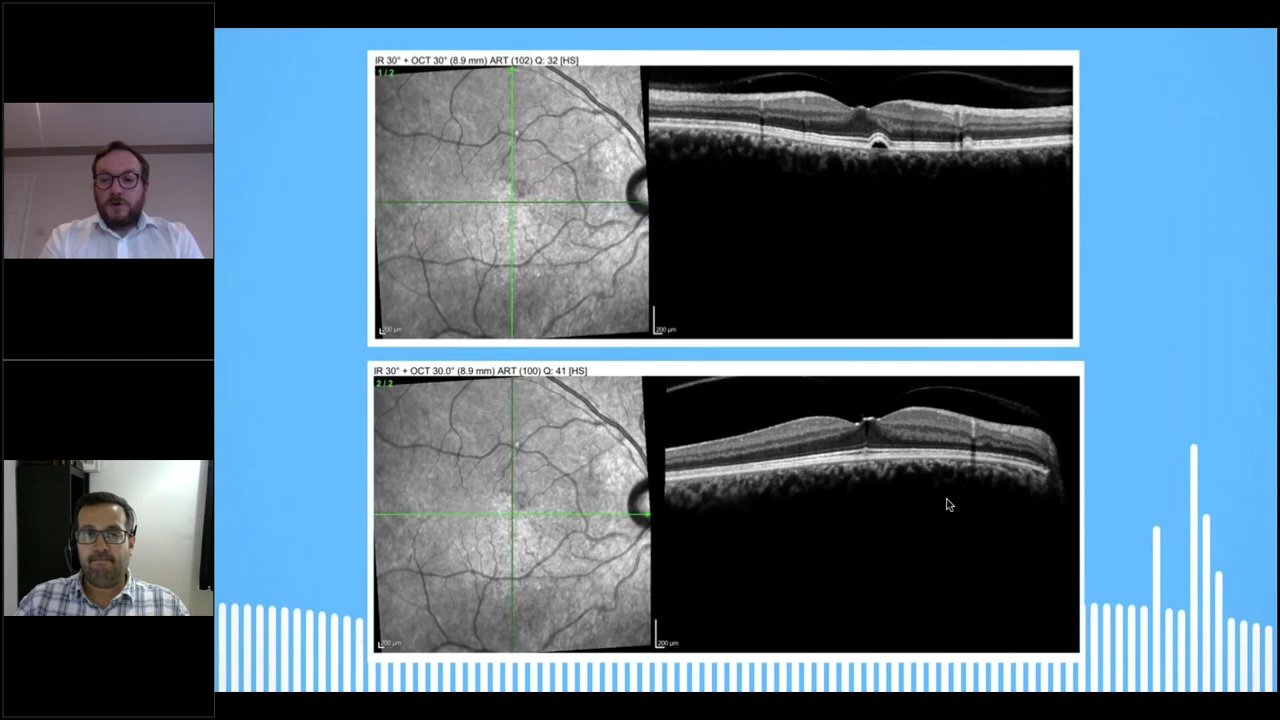 IR 30° + OCT 30° (8.9 mm) ART (102) Q: 32 [HS]
1 / 2
200 µm
200 µm
IR 30° + OCT 30.0° (8.9 mm) ART (100) Q: 41 [HS]
2 / 2
200 µm
200 µm